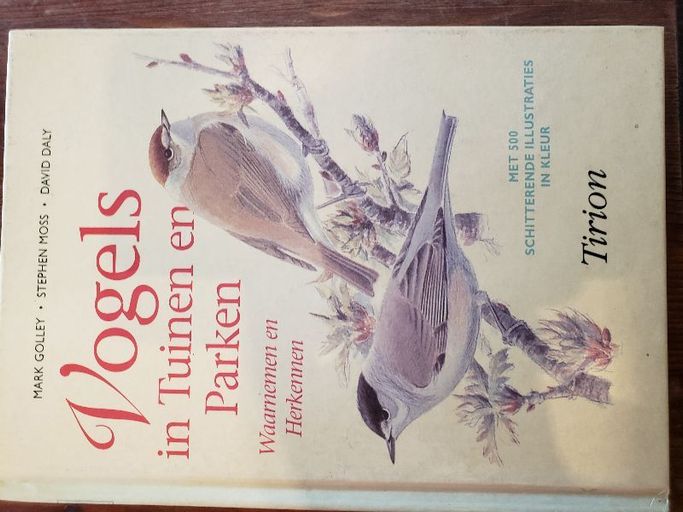 MARK GOLLEY • STEPHEN MOSS • DAVID DALY
Vogels
in Tuinen en
Parken
Waarnemen en
Herkennen
MET 500
SCHITTERENDE ILLUSTRATIES
IN KLEUR
Tirion